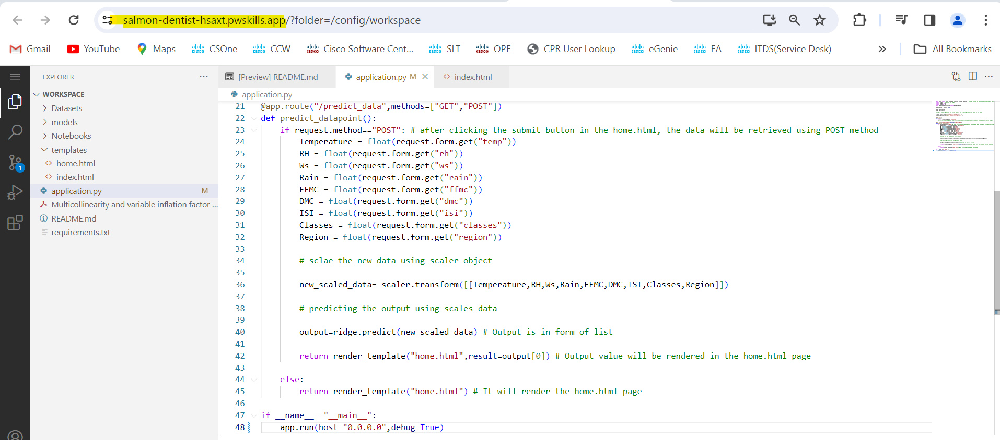 salmon-dentist-hsaxt.pwskills.app/?folder=/config/workspace
Gmail YouTube Maps CSOne CCW Cisco Software Cent... SLT OPE CPR User Lookup eGenie EA ITDS(Service Desk) » All Bookmarks
EXPLORER ···
[Preview] README.md application.py M × index.html
application.py
WORKSPACE
Datasets
models
Notebooks
templates
home.html
index.html
application.py M
Multicollinearity and variable inflation factor ...
README.md
requirements.txt
1
21 @app.route("/predict_data",methods=["GET","POST"])
22 def predict_datapoint():
23 if request.method=="POST": # after clicking the submit button in the home.html, the data will be retrieved using POST method
24 Temperature = float(request.form.get("temp"))
25 RH = float(request.form.get("rh"))
26 Ws = float(request.form.get("ws"))
27 Rain = float(request.form.get("rain"))
28 FFMC = float(request.form.get("ffmc"))
29 DMC = float(request.form.get("dmc"))
30 ISI = float(request.form.get("isi"))
31 Classes = float(request.form.get("classes"))
32 Region = float(request.form.get("region"))
33
34 # sclae the new data using scaler object
35
36 new_scaled_data= scaler.transform([[Temperature,RH,Ws,Rain,FFMC,DMC,ISI,Classes,Region]])
37
38 # predicting the output using scales data
39
40 output=ridge.predict(new_scaled_data) # Output is in form of list
41
42 return render_template("home.html",result=output[0]) # Output value will be rendered in the home.html page
43
44 else:
45 return render_template("home.html") # It will render the home.html page
46
47 if __name__=="__main__":
48 app.run(host="0.0.0.0",debug=True)